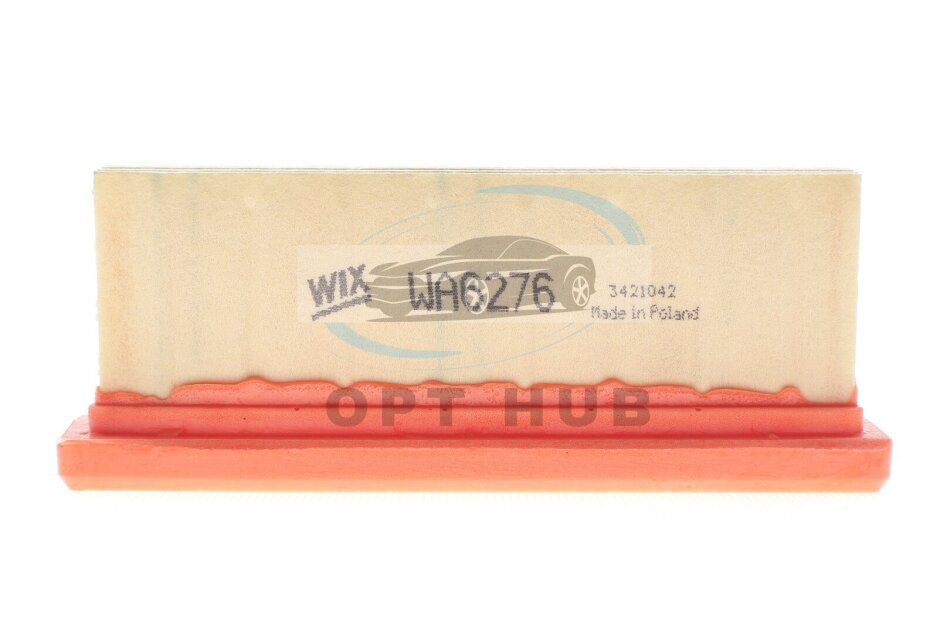 WIX WA6276
3421042
Made in Poland
OPT HUB